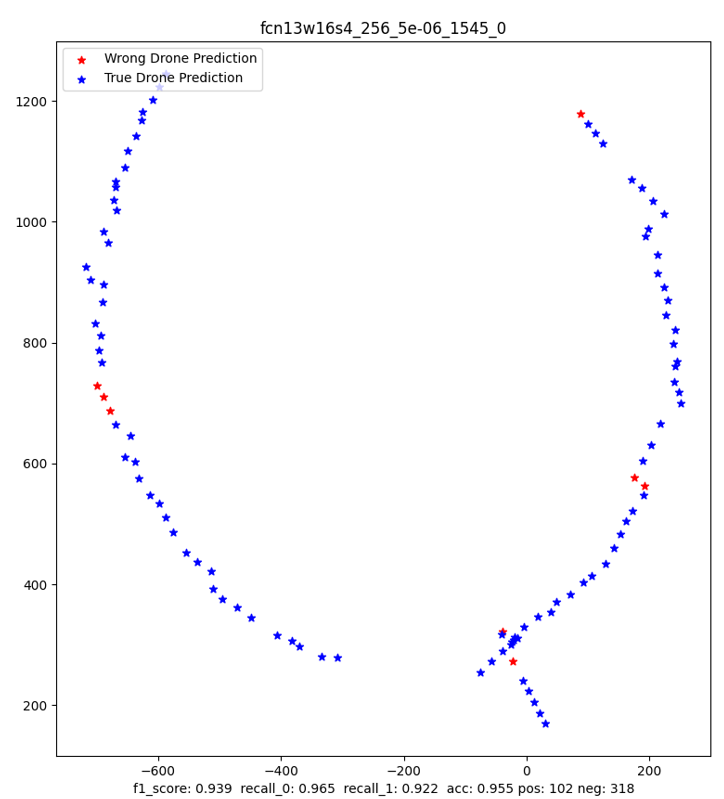 fcn13w16s4_256_5e-06_1545_0
Wrong Drone Prediction
True Drone Prediction
1200
1000
800
600
400
200
−600
−400
−200
0
200
f1_score: 0.939 recall_0: 0.965 recall_1: 0.922 acc: 0.955 pos: 102 neg: 318